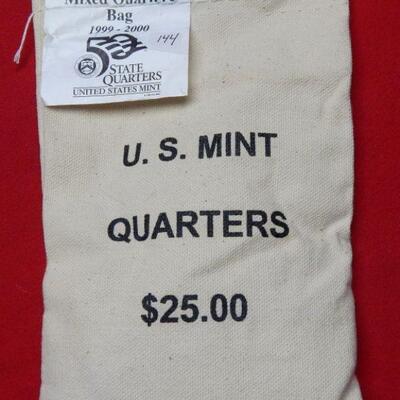 Mixed Quarters
Bag
1999 - 2000
144
50
STATE
QUARTERS
UNITED STATES MINT
U. S. MINT
QUARTERS
$25.00